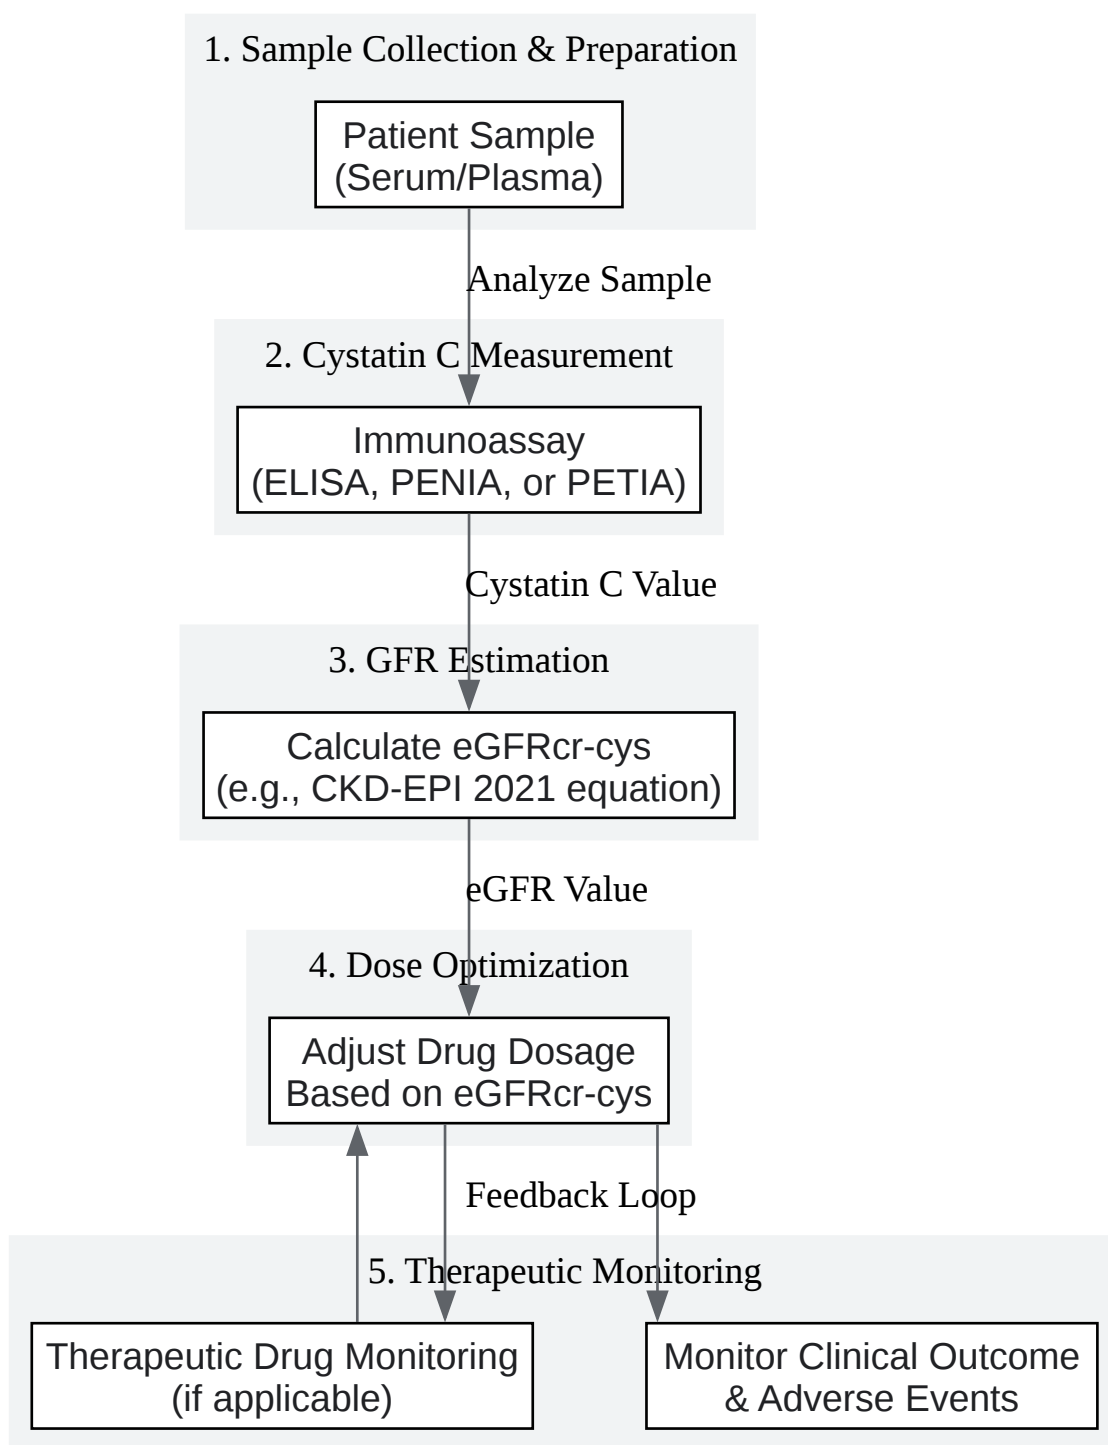 1. Sample Collection & Preparation
Patient Sample
(Serum/Plasma)
Analyze Sample
2. Cystatin C Measurement
Immunoassay
(ELISA, PENIA, or PETIA)
Cystatin C Value
3. GFR Estimation
Calculate eGFRcr-cys
(e.g., CKD-EPI 2021 equation)
eGFR Value
4. Dose Optimization
Adjust Drug Dosage
Based on eGFRcr-cys
Feedback Loop
5. Therapeutic Monitoring
Therapeutic Drug Monitoring
(if applicable)
Monitor Clinical Outcome
& Adverse Events